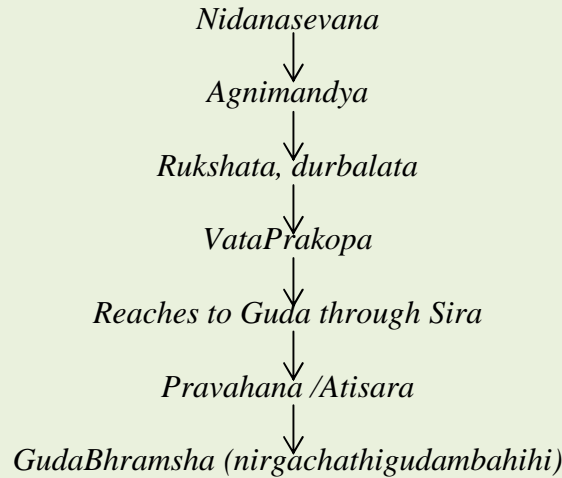 Nidanasevana
Agnimandya
Rukshata, durbalata
VataPrakopa
Reaches to Guda through Sira
Pravahana /Atisara
GudaBhramsha (nirgachathigudambahihi)